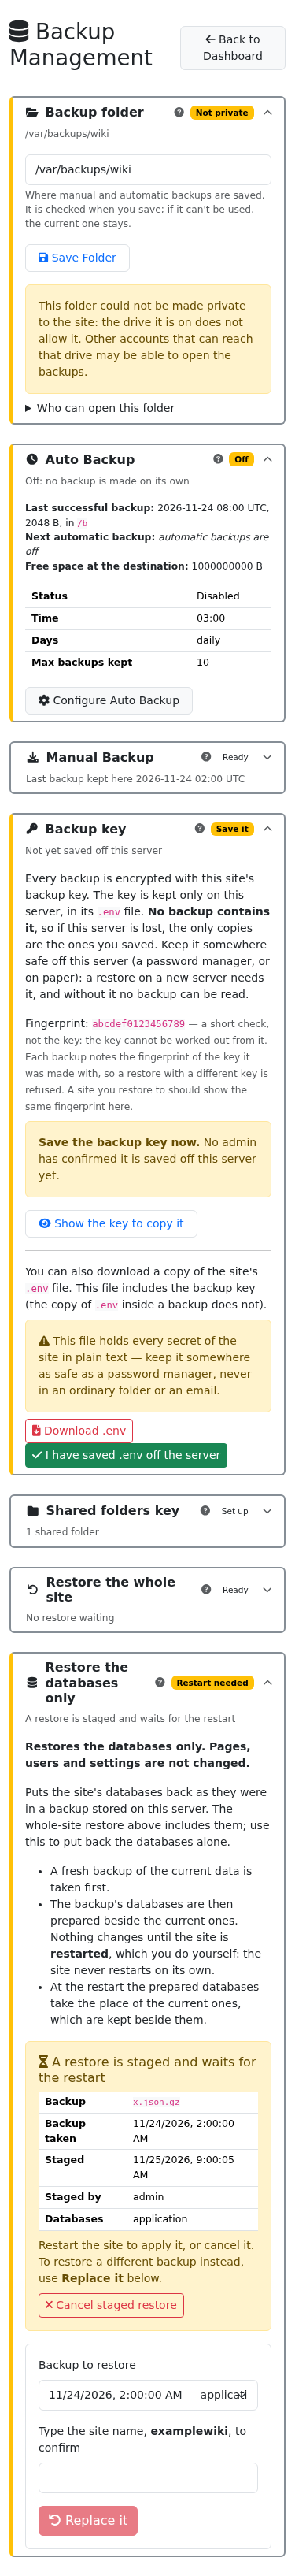 Backup
Management
Back to
Dashboard
Backup folder
Not private
/var/backups/wiki
/var/backups/wiki
Where manual and automatic backups are saved.
It is checked when you save; if it can't be used,
the current one stays.
Save Folder
This folder could not be made private
to the site: the drive it is on does not
allow it. Other accounts that can reach
that drive may be able to open the
backups.
Who can open this folder
Auto Backup
Off
Off: no backup is made on its own
Last successful backup: 2026-11-24 08:00 UTC,
2048 B, in /b
Next automatic backup: automatic backups are
off
Free space at the destination: 1000000000 B
Status Disabled
Time 03:00
Days daily
Max backups kept 10
Configure Auto Backup
Manual Backup
Ready
Last backup here 2026-11-24 02:00 UTC
Backup key
Save it
Not yet saved off this server
Every backup is encrypted with this site's
backup key. The key is kept only on this
server, in its .env file. No backup contains
it, so if this server is lost, the only copies
are the ones you saved. Keep it somewhere
safe off this server (a password manager, or
on paper): a restore on a new server needs
it, and without it no backup can be read.
Fingerprint: abcdef0123456789 — a short check,
not the key: the key cannot be worked out from it.
Each backup notes the fingerprint of the key it
was made with, so a restore with a different key is
refused. A site you restore to should show the
same fingerprint here.
Save the backup key now. No admin
has confirmed it is saved off this server
yet.
Show the key to copy it
You can also download a copy of the site's
.env file. This file includes the backup key
(the copy of .env inside a backup does not).
This file holds every secret of the
site in plain text — keep it somewhere
as safe as a password manager, never
in an ordinary folder or an email.
Download .env
I have saved .env off the server
Shared folders key
Set up
1 shared folder
Restore the whole
site
Ready
No restore waiting
Restore the
databases
only
Restart needed
A restore is staged and waits for the restart
Restores the databases only. Pages,
users and settings are not changed.
Puts the site's databases back as they were
in a backup stored on this server. The
whole-site restore above includes them; use
this to put back the databases alone.
• A fresh backup of the current data is
taken first.
• The backup's databases are then
prepared beside the current ones.
Nothing changes until the site is
restarted, which you do yourself: the
site never restarts on its own.
• At the restart the prepared databases
take the place of the current ones,
which are kept beside them.
A restore is staged and waits for
the restart
Backup x.json.gz
Backup taken 11/24/2026, 2:00:00 AM
Staged 11/25/2026, 9:00:05 AM
Staged by admin
Databases application
Restart the site to apply it, or cancel it.
To restore a different backup instead,
use Replace it below.
Cancel staged restore
Backup to restore
11/24/2026, 2:00:00 AM — applicati
Type the site name, examplewiki, to
confirm
Replace it